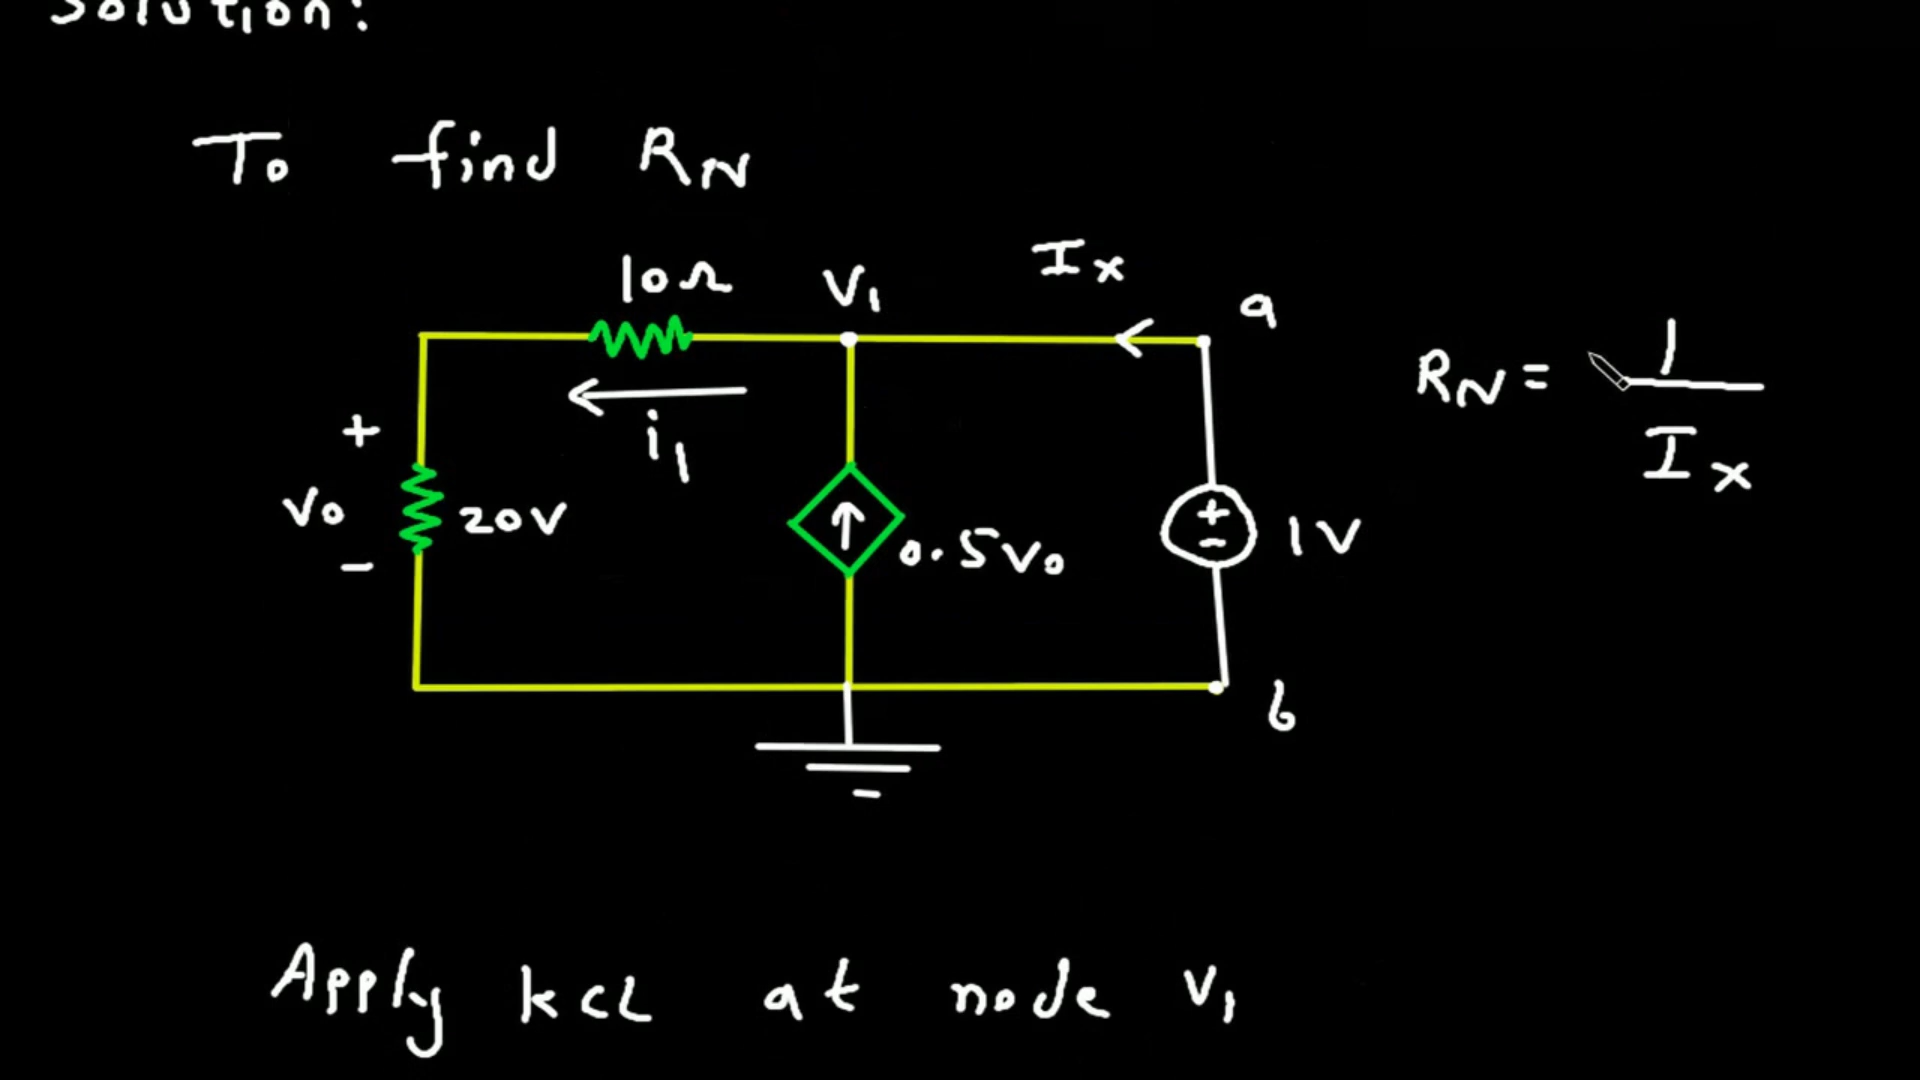 Solution:
To find RN
10Ω
V1
Ix
a
i1
RN = 1/Ix
+
Vo
-
20V
0.5Vo
+
-
1V
b
Apply kCL at node V1